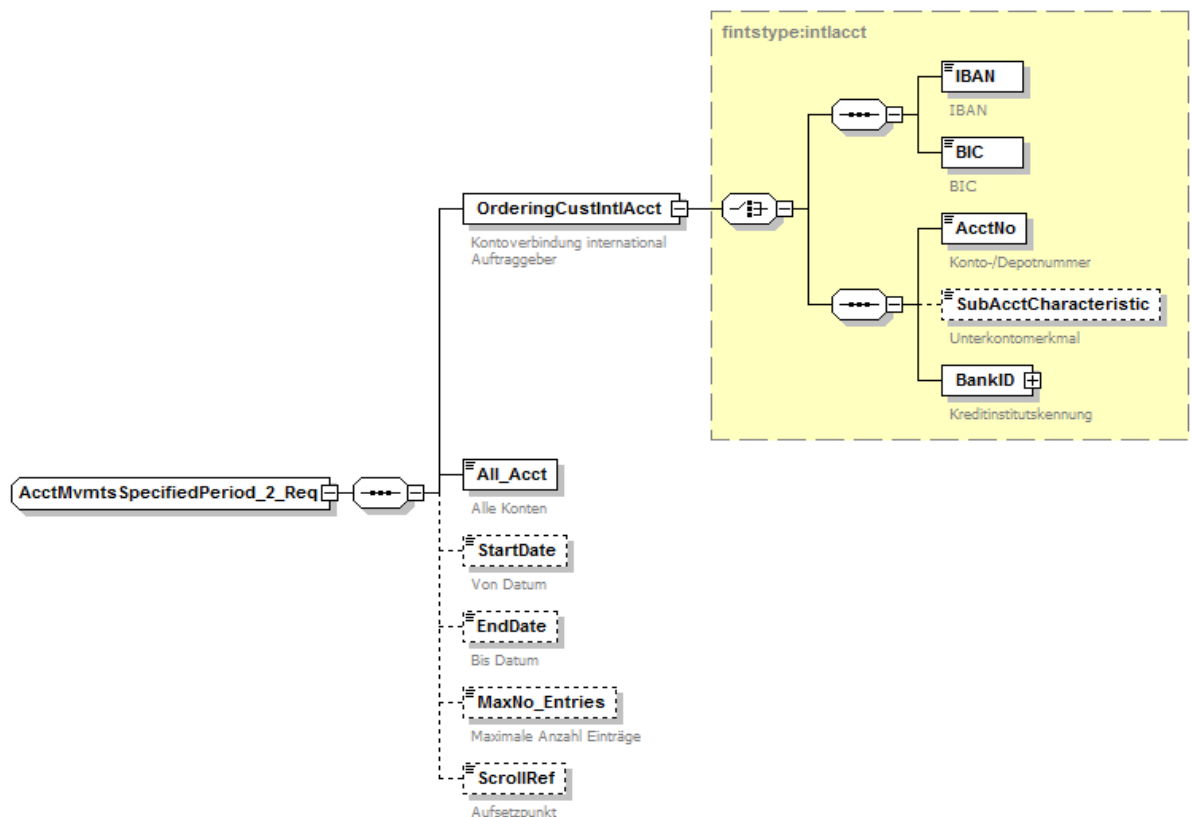 fintstype:intlacct
IBAN
IBAN
BIC
BIC
OrderingCustIntlAcct
Kontoverbindung international
Auftraggeber
AcctNo
Konto-/Depotnummer
SubAcctCharacteristic
Unterkontomerkmal
BankID
Kreditinstitutskennung
AcctMvmtsSpecifiedPeriod_2_Req
All_Acct
Alle Konten
StartDate
Von Datum
EndDate
Bis Datum
MaxNo_Entries
Maximale Anzahl Einträge
ScrollRef
Aufsetzpunkt